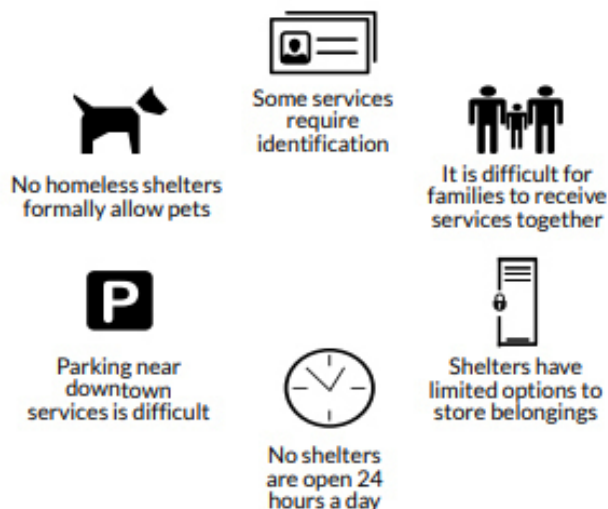 Some services
require
identification
No homeless shelters
formally allow pets
It is difficult for
families to receive
services together
P
Parking near
downtown
services is difficult
Shelters have
limited options to
store belongings
No shelters
are open 24
hours a day